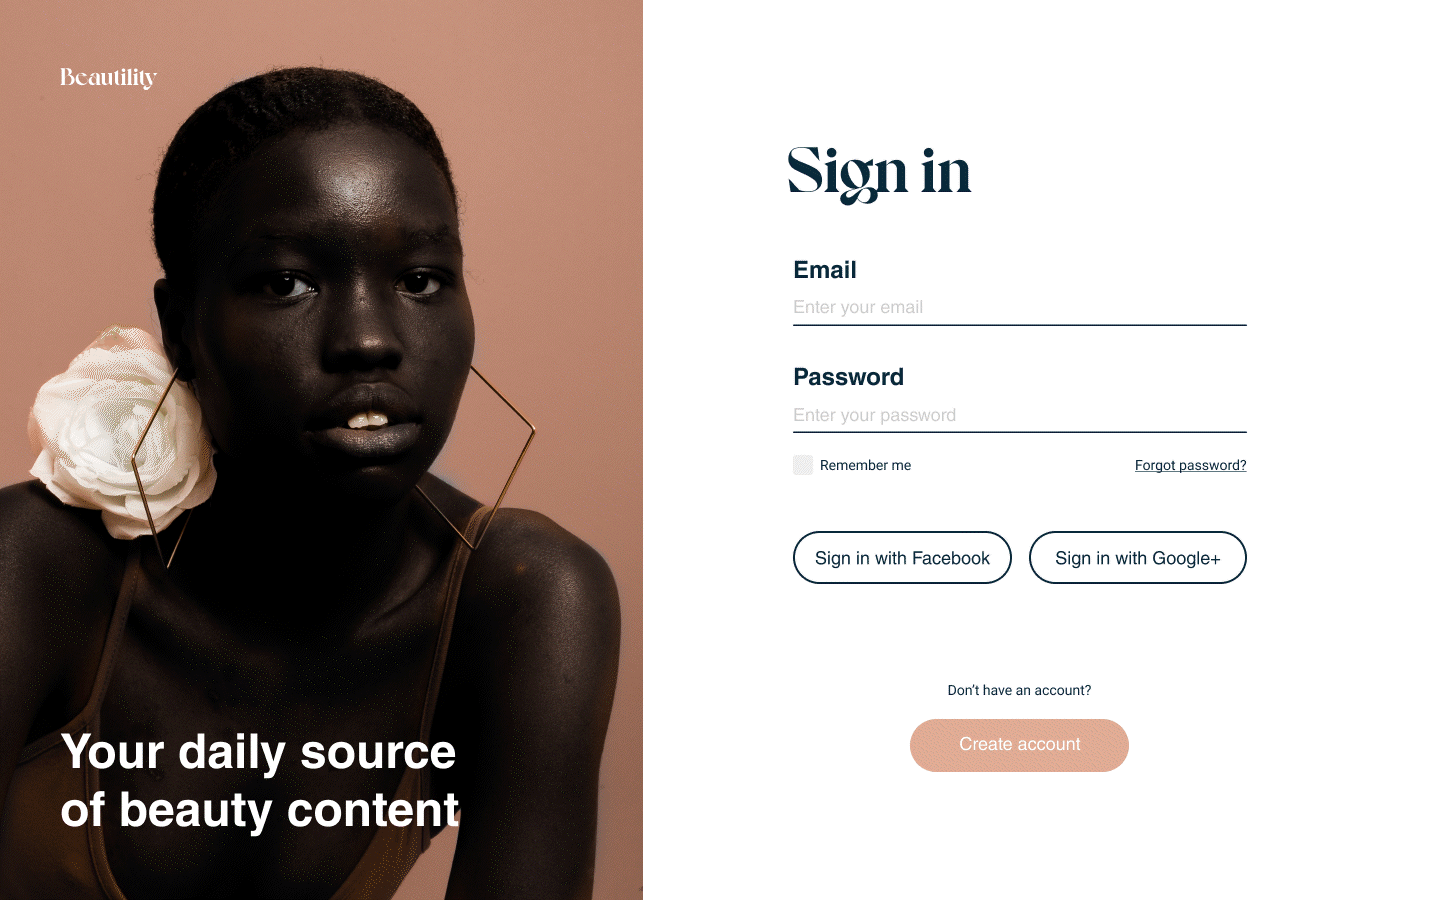 Beautility
Your daily source
of beauty content
Sign in
Email
Enter your email
Password
Enter your password
Remember me
Forgot password?
Sign in with Facebook
Sign in with Google+
Don’t have an account?
Create account